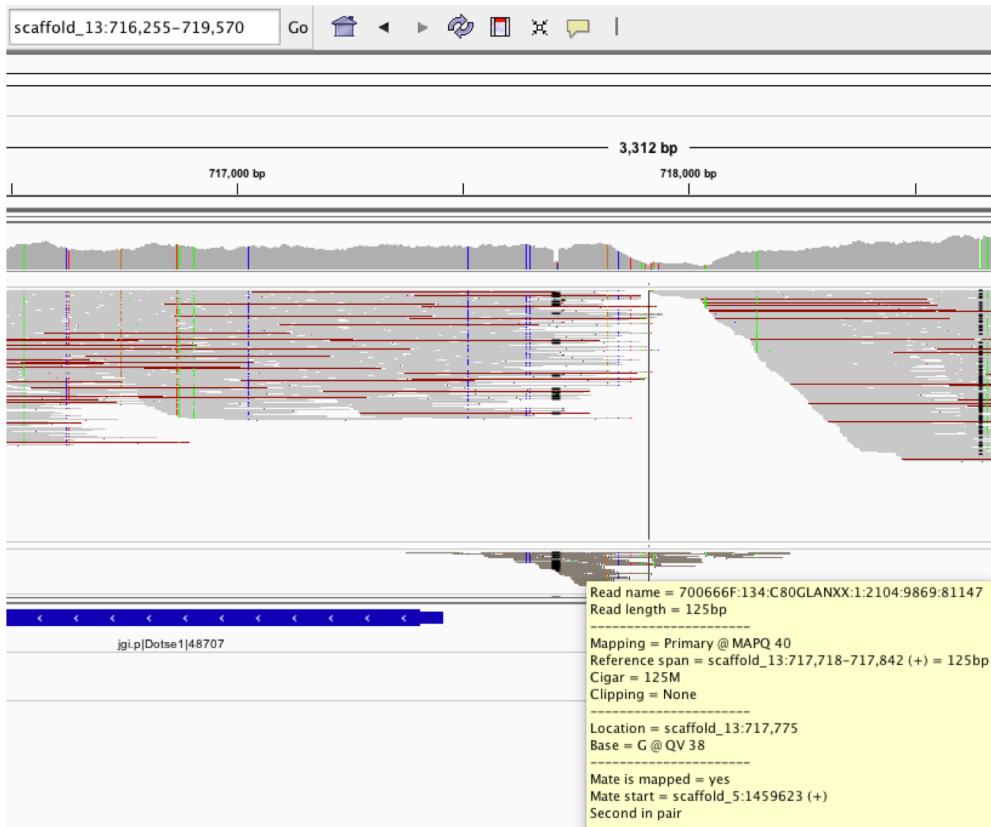 scaffold_13:716,255-719,570 Go
3,312 bp
717,000 bp 718,000 bp
jgi.p|Dotse1|48707
Read name = 700666F:134:C80GLANXX:1:2104:9869:81147
Read length = 125bp
----------------------
Mapping = Primary @ MAPQ 40
Reference span = scaffold_13:717,718-717,842 (+) = 125bp
Cigar = 125M
Clipping = None
----------------------
Location = scaffold_13:717,775
Base = G @ QV 38
----------------------
Mate is mapped = yes
Mate start = scaffold_5:1459623 (+)
Second in pair